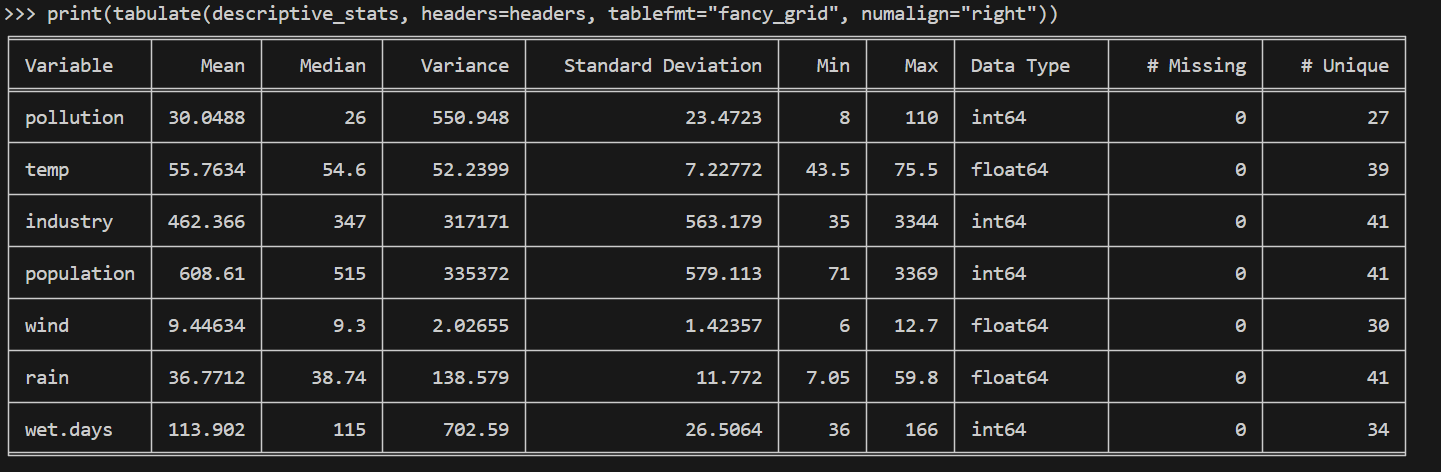 >>> print(tabulate(descriptive_stats, headers=headers, tablefmt="fancy_grid", numalign="right"))
Variable Mean Median Variance Standard Deviation Min Max Data Type # Missing # Unique
pollution 30.0488 26 550.948 23.4723 8 110 int64 0 27
temp 55.7634 54.6 52.2399 7.22772 43.5 75.5 float64 0 39
industry 462.366 347 317171 563.179 35 3344 int64 0 41
population 608.61 515 335372 579.113 71 3369 int64 0 41
wind 9.44634 9.3 2.02655 1.42357 6 12.7 float64 0 30
rain 36.7712 38.74 138.579 11.772 7.05 59.8 float64 0 41
wet.days 113.902 115 702.59 26.5064 36 166 int64 0 34